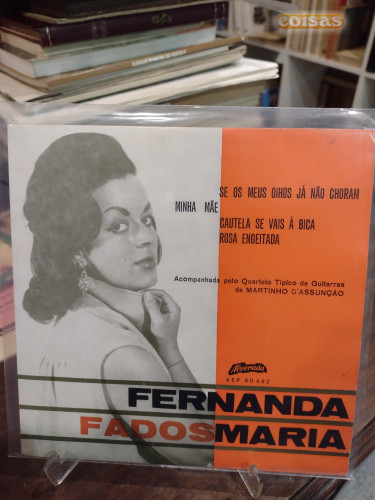 coisas
SE OS MEUS OlHOS JÁ NÃO CHORAM
MINHA MÃE
CAUTELA SE VAIS À BICA
ROSA ENGEITADA
Acompanhada pelo Quarteto Típico de Guitarras
de MARTINHO D'ASSUNÇÃO
Alvorada
AEP 60 492
FERNANDA
FADOS MARIA